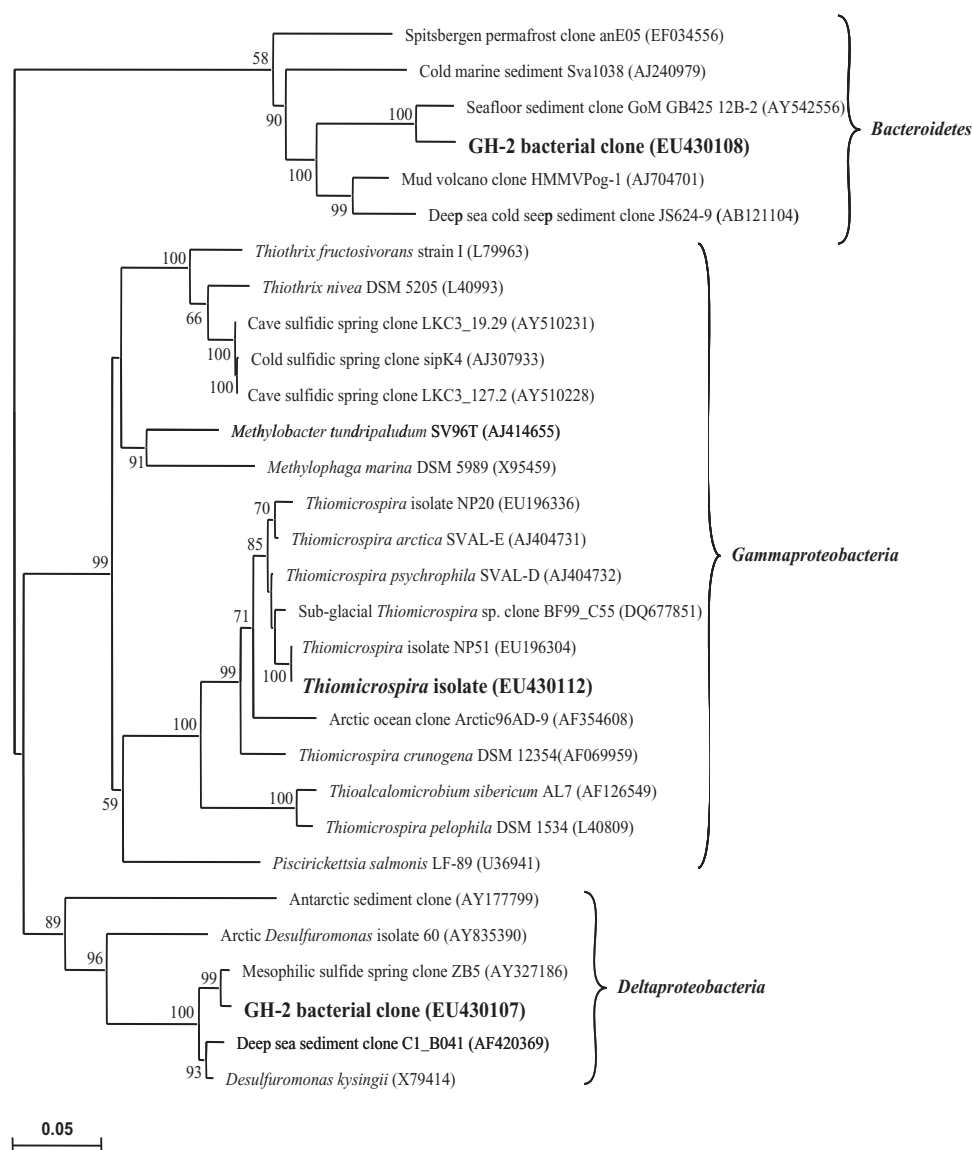 Spitsbergen permafrost clone anE05 (EF034556)
58
Cold marine sediment Sva1038 (AJ240979)
90
Seafloor sediment clone GoM GB425 12B-2 (AY542556)
100
Bacteroidetes
GH-2 bacterial clone (EU430108)
100
Mud volcano clone HMMVPog-1 (AJ704701)
99
Deep sea cold seep sediment clone JS624-9 (AB121104)
Thiothrix fructosivorans strain I (L79963)
100
Thiothrix nivea DSM 5205 (L40993)
66
Cave sulfidic spring clone LKC3_19.29 (AY510231)
100
Cold sulfidic spring clone sipK4 (AJ307933)
100
Cave sulfidic spring clone LKC3_127.2 (AY510228)
Methylobacter tundripaludum SV96T (AJ414655)
91
Methylophaga marina DSM 5989 (X95459)
70
Thiomicrospira isolate NP20 (EU196336)
85
Thiomicrospira arctica SVAL-E (AJ404731)
99
Gammaproteobacteria
Thiomicrospira psychrophila SVAL-D (AJ404732)
71
Sub-glacial Thiomicrospira sp. clone BF99_C55 (DQ677851)
Thiomicrospira isolate NP51 (EU196304)
99
100
Thiomicrospira isolate (EU430112)
Arctic ocean clone Arctic96AD-9 (AF354608)
100
Thiomicrospira crunogena DSM 12354(AF069959)
59
Thioalcalomicrobium sibericum AL7 (AF126549)
100
Thiomicrospira pelophila DSM 1534 (L40809)
Piscirickettsia salmonis LF-89 (U36941)
Antarctic sediment clone (AY177799)
89
Arctic Desulfuromonas isolate 60 (AY835390)
96
Mesophilic sulfide spring clone ZB5 (AY327186)
99
Deltaproteobacteria
GH-2 bacterial clone (EU430107)
100
Deep sea sediment clone C1_B041 (AF420369)
93
Desulfuromonas kysingii (X79414)
0.05